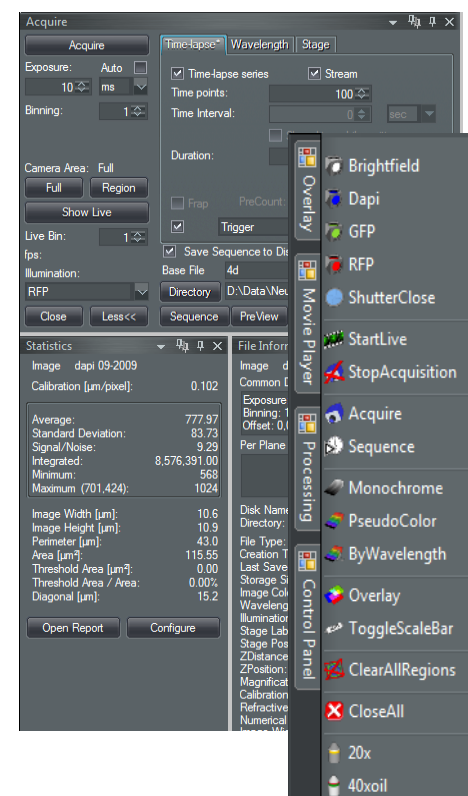 Acquire
Acquire
Exposure: Auto
10 ms
Binning: 1
Camera Area: Full
Full Region
Show Live
Live Bin: 1
fps:
Illumination:
RFP
Close Less<<
Time-lapse* Wavelength Stage
Time-lapse series Stream
Time points: 100
Time Interval: 0 sec
Duration:
Frap PreCount:
Trigger
Save Sequence to Dis
Base File 4d
Directory D:\Data\Neu
Sequence PreView
Statistics
Image dapi 09-2009
Calibration [µm/pixel]: 0.102
Average: 777.97
Standard Deviation: 83.73
Signal/Noise: 9.29
Integrated: 8,576,391.00
Minimum: 568
Maximum (701,424): 1024
Image Width [µm]: 10.6
Image Height [µm]: 10.9
Perimeter [µm]: 43.0
Area [µm²]: 115.55
Threshold Area [µm²]: 0.00
Threshold Area / Area: 0.00%
Diagonal [µm]: 15.2
Open Report Configure
File Inforr
Image d
Common D
Exposure
Binning: 1
Offset: 0,0
Per Plane
Disk Name
Directory:
File Type:
Creation T
Last Save
Storage Si
Image Colo
Waveleng
Illumination
Stage Lab
Stage Pos
ZDistance
ZPosition:
Magnificat
Calibration
Refractive
Numerical
Overlay
Movie Player
Processing
Control Panel
Brightfield
Dapi
GFP
RFP
ShutterClose
StartLive
StopAcquisition
Acquire
Sequence
Monochrome
PseudoColor
ByWavelength
Overlay
ToggleScaleBar
ClearAllRegions
CloseAll
20x
40xoil